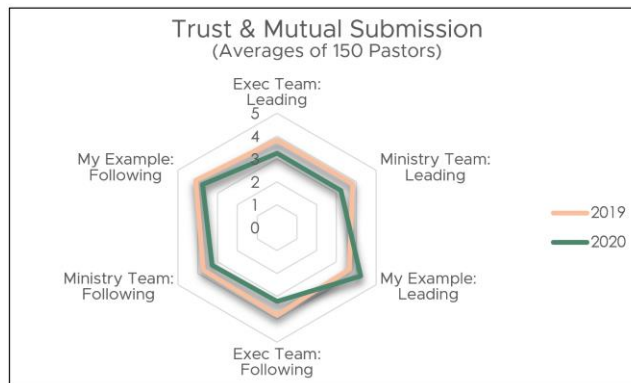 Trust & Mutual Submission
(Averages of 150 Pastors)
Exec Team:
Leading
5
4
3
2
1
0
My Example:
Following
Ministry Team:
Leading
2019
2020
Ministry Team:
Following
My Example:
Leading
Exec Team:
Following